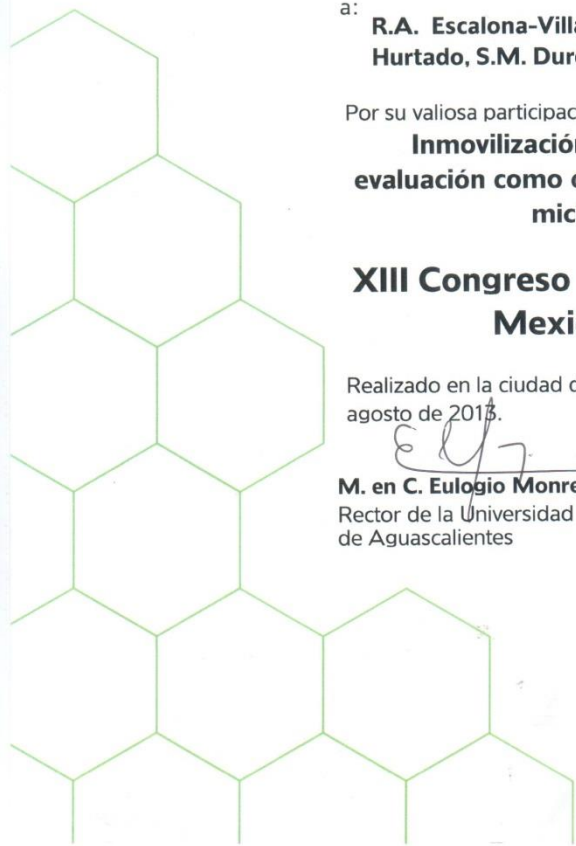 a:
R.A. Escalona-Villa
Hurtado, S.M. Dur
Por su valiosa participac
Inmovilización
evaluación como
mic
XIII Congreso
Mexi
Realizado en la ciudad
agosto de 2013.
M. en C. Eulogio Monre
Rector de la Universidad
de Aguascalientes